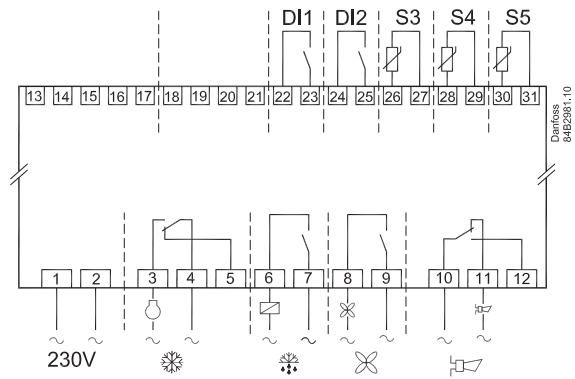 DI1 DI2 S3 S4 S5
13 14 15 16 17 18 19 20 21 22 23 24 25 26 27 28 29 30 31
Danfoss
84B2981.10
1 2 3 4 5 6 7 8 9 10 11 12
230V